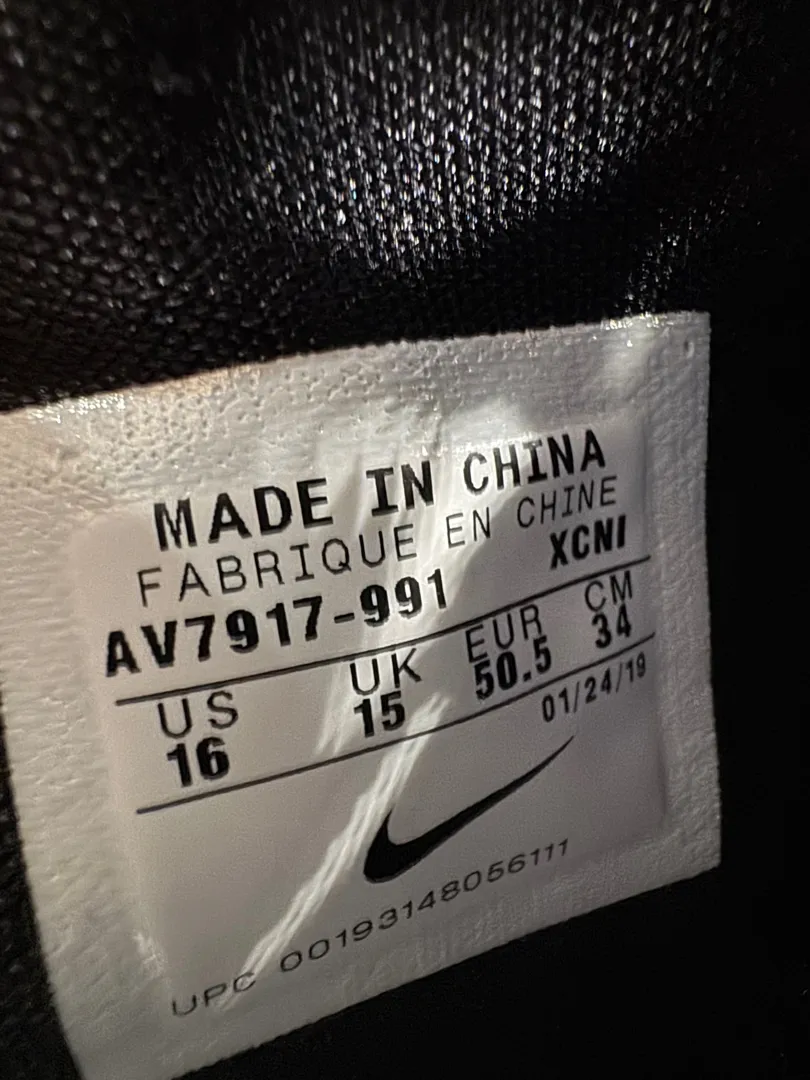 MADE IN CHINA
FABRIQUE EN CHINE
AV7917-991 XCNI
US UK EUR CM
16 15 50.5 34
01/24/19
UPC 00193148056111